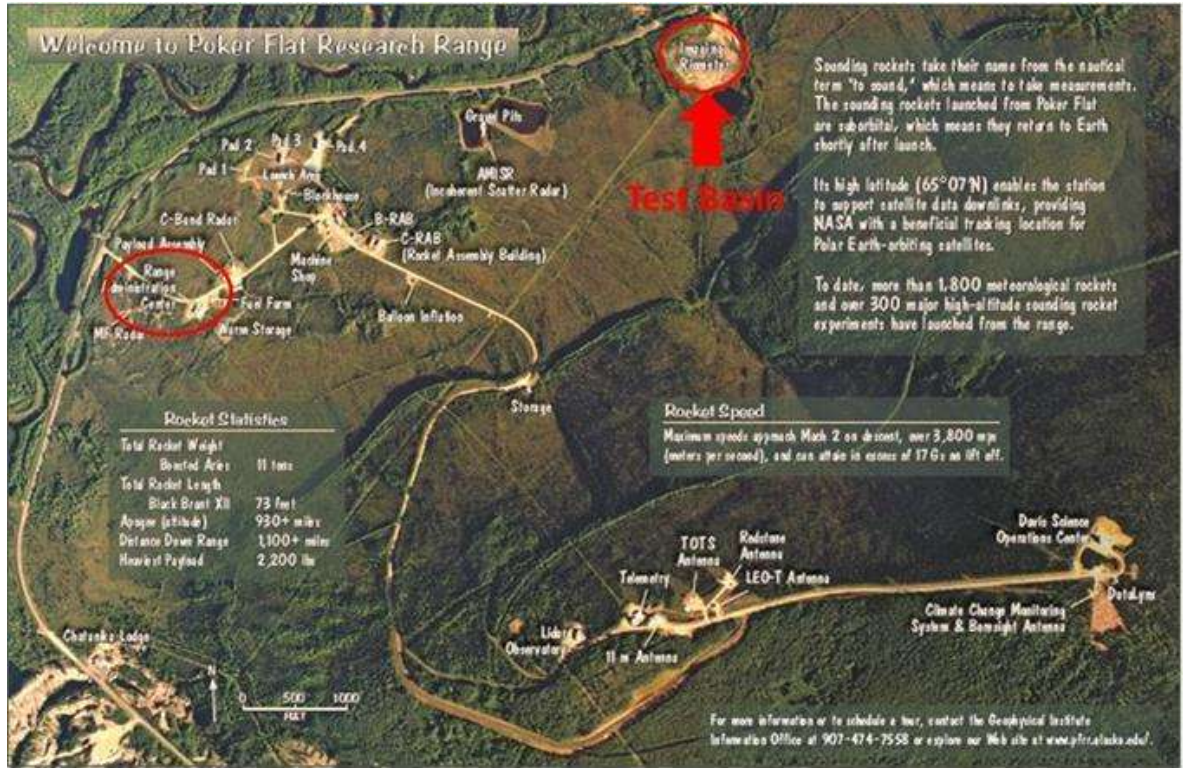 Welcome to Poker Flat Research Range
Imaging
Riometer
Test Basin
Sounding rockets take their name from the nautical
term "to sound," which means to take measurements.
The sounding rockets launched from Poker Flat
are suborbital, which means they return to Earth
shortly after launch.
Its high latitude (65°07'N) enables the station
to support satellite data downlinks, providing
NASA with a beneficial tracking location for
Polar Earth-orbiting satellites.
To date, more than 1,800 meteorological rockets
and over 300 major high-altitude sounding rocket
experiments have launched from the range.
Gravel Pits
AMISR
(Incoherent Scatter Radar)
Pad 1
Pad 2
Pad 3
Pad 4
Launch Area
Blockhouse
C-Band Radar
B-RAB
C-RAB
(Rocket Assembly Building)
Payload Assembly
Machine
Shop
Range
Administration
Center
Fuel Farm
Warm Storage
MF Radar
Balloon Inflation
Storage
Rocket Statistics
Total Rocket Weight
Boosted Aries 11 tons
Total Rocket Length
Black Brant XII 73 feet
Apogee (altitude) 930+ miles
Distance Down Range 1,100+ miles
Heaviest Payload 2,200 lbs
Rocket Speed
Maximum speeds approach Mach 2 on descent, over 3,800 mps
(meters per second), and can attain in excess of 17 Gs on lift off.
Davis Science
Operations Center
TOTS
Antenna
Redstone
Antenna
Telemetry
LEO-T Antenna
DataLynx
Climate Change Monitoring
System & Boresight Antenna
Lidar
Observatory
11 m Antenna
Chatanika Lodge
N
0 500 1000
For more information or to schedule a tour, contact the Geophysical Institute
Information Office at 907-474-7558 or explore our Web site at www.pfrr.alaska.edu/.